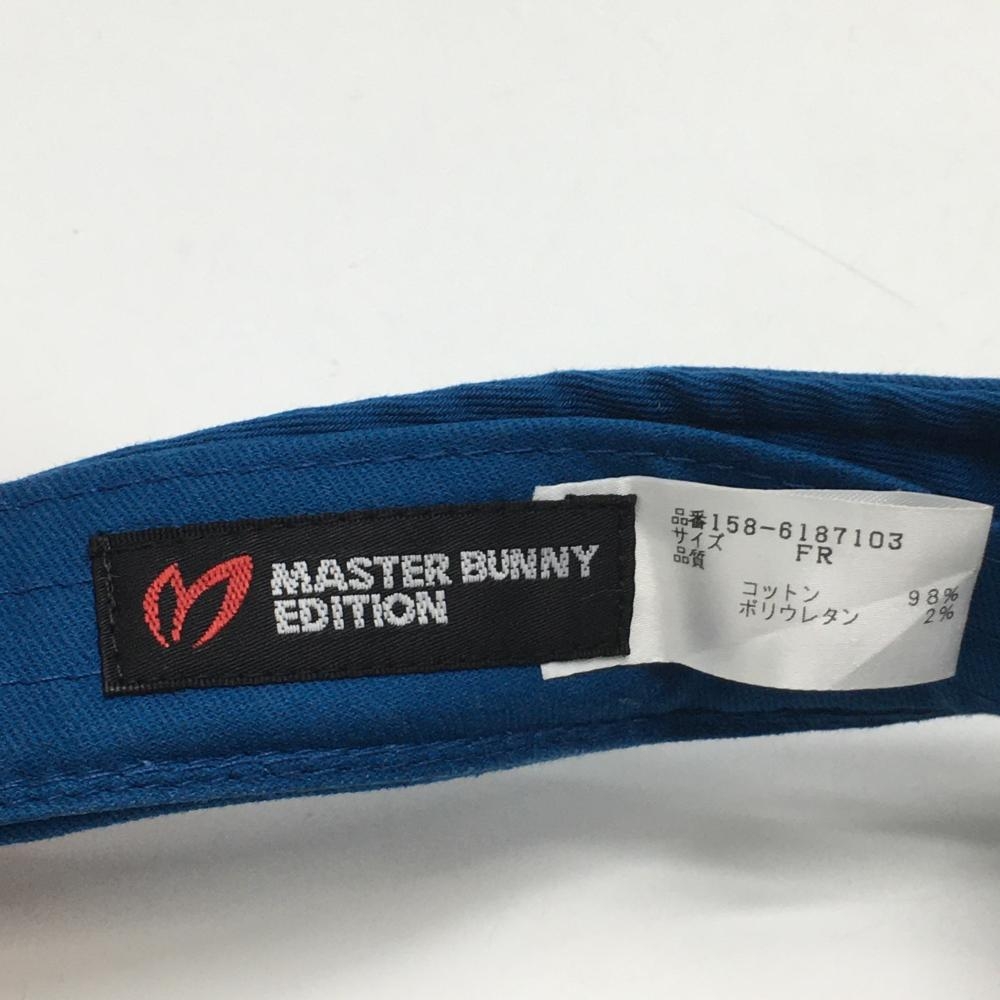 MASTER BUNNY
EDITION
品番158-6187103
サイズ FR
品質
コットン 98%
ポリウレタン 2%